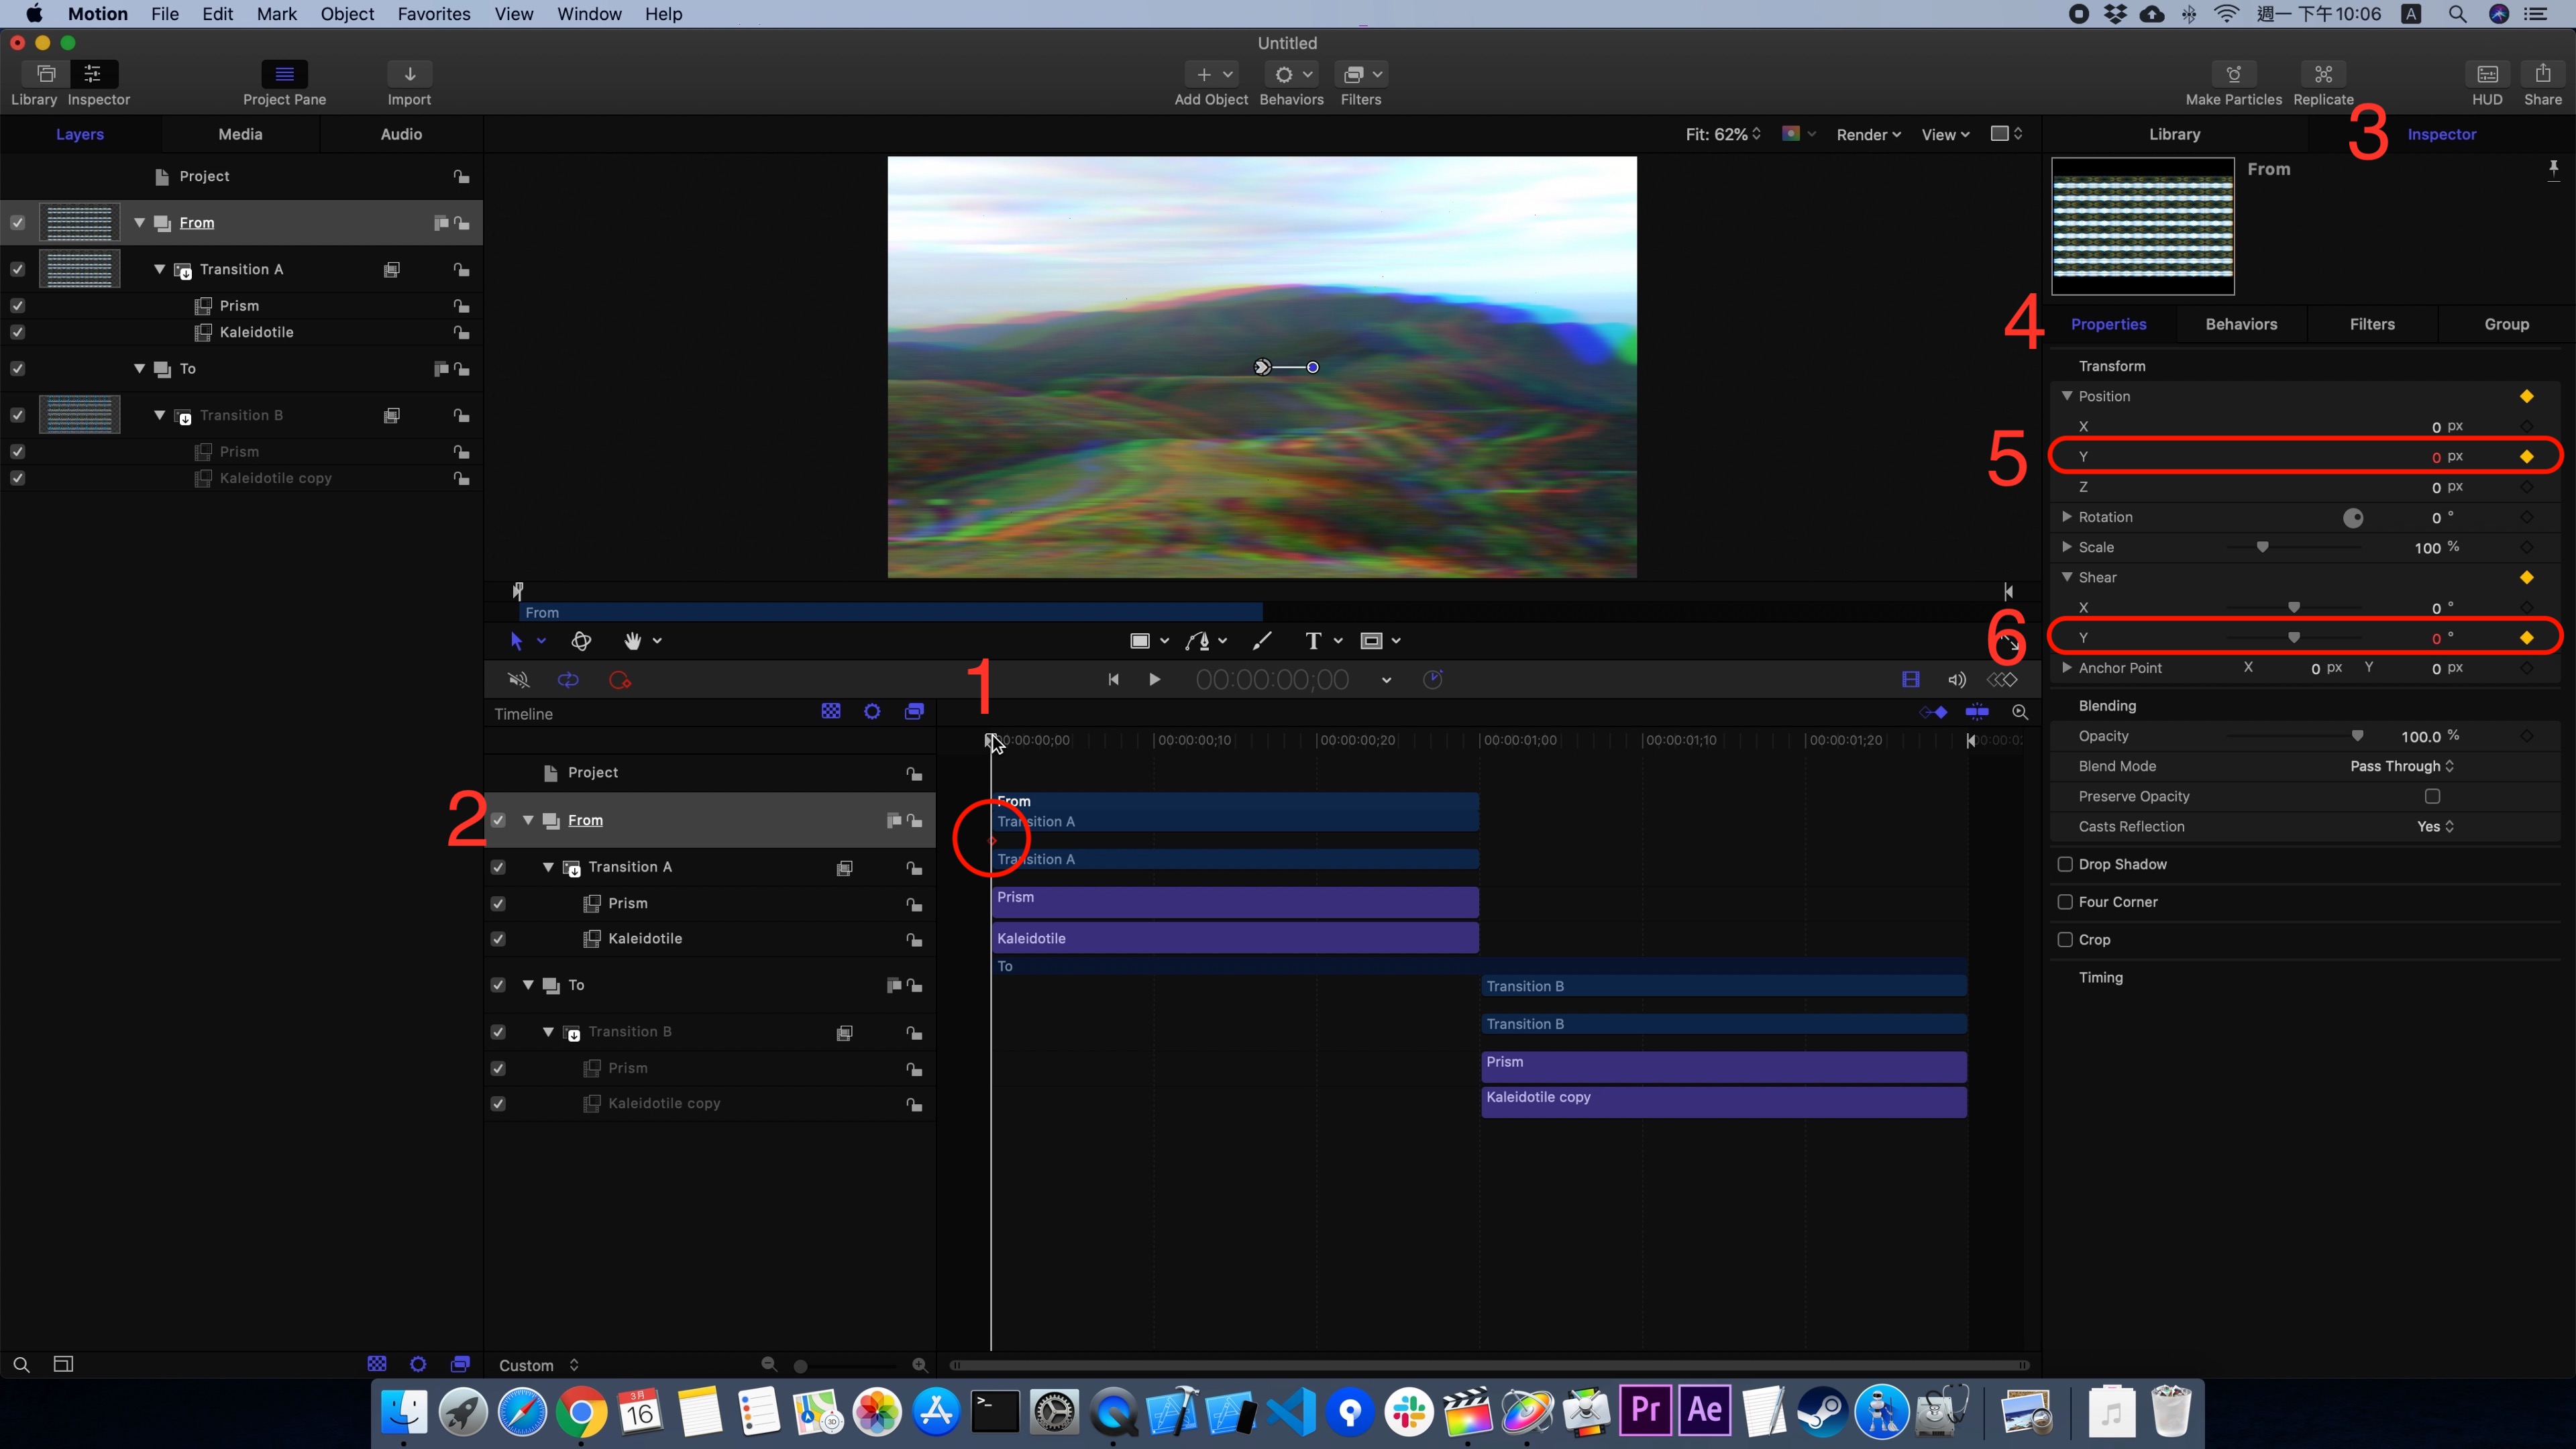 Motion File Edit Mark Object Favorites View Window Help 週一 下午10:06 A
Untitled
Library Inspector Project Pane Import Add Object Behaviors Filters Make Particles Replicate HUD Share
Layers Media Audio Fit: 62% Render View Library 3 Inspector
Project
From
From
Transition A
Prism
Kaleidotile
To
Transition B
Prism
Kaleidotile copy
4 Properties Behaviors Filters Group
Transform
Position
X 0 px
5 Y 0 px
Z 0 px
Rotation 0 °
Scale 100 %
Shear
X 0 °
6 Y 0 °
Anchor Point X 0 px Y 0 px
Blending
Opacity 100.0 %
Blend Mode Pass Through
Preserve Opacity
Casts Reflection Yes
Drop Shadow
Four Corner
Crop
Timing
From
T
1 00:00:00;00
Timeline
00:00:00;00 00:00:00;10 00:00:00;20 00:00:01;00 00:00:01;10 00:00:01;20
Project
2 From
From
Transition A
Transition A
Transition A
Prism
Prism
Kaleidotile
Kaleidotile
To
To
Transition B
Transition B
Transition B
Prism
Prism
Kaleidotile copy
Kaleidotile copy
Custom
3月
16
3D
>_
Pr Ae